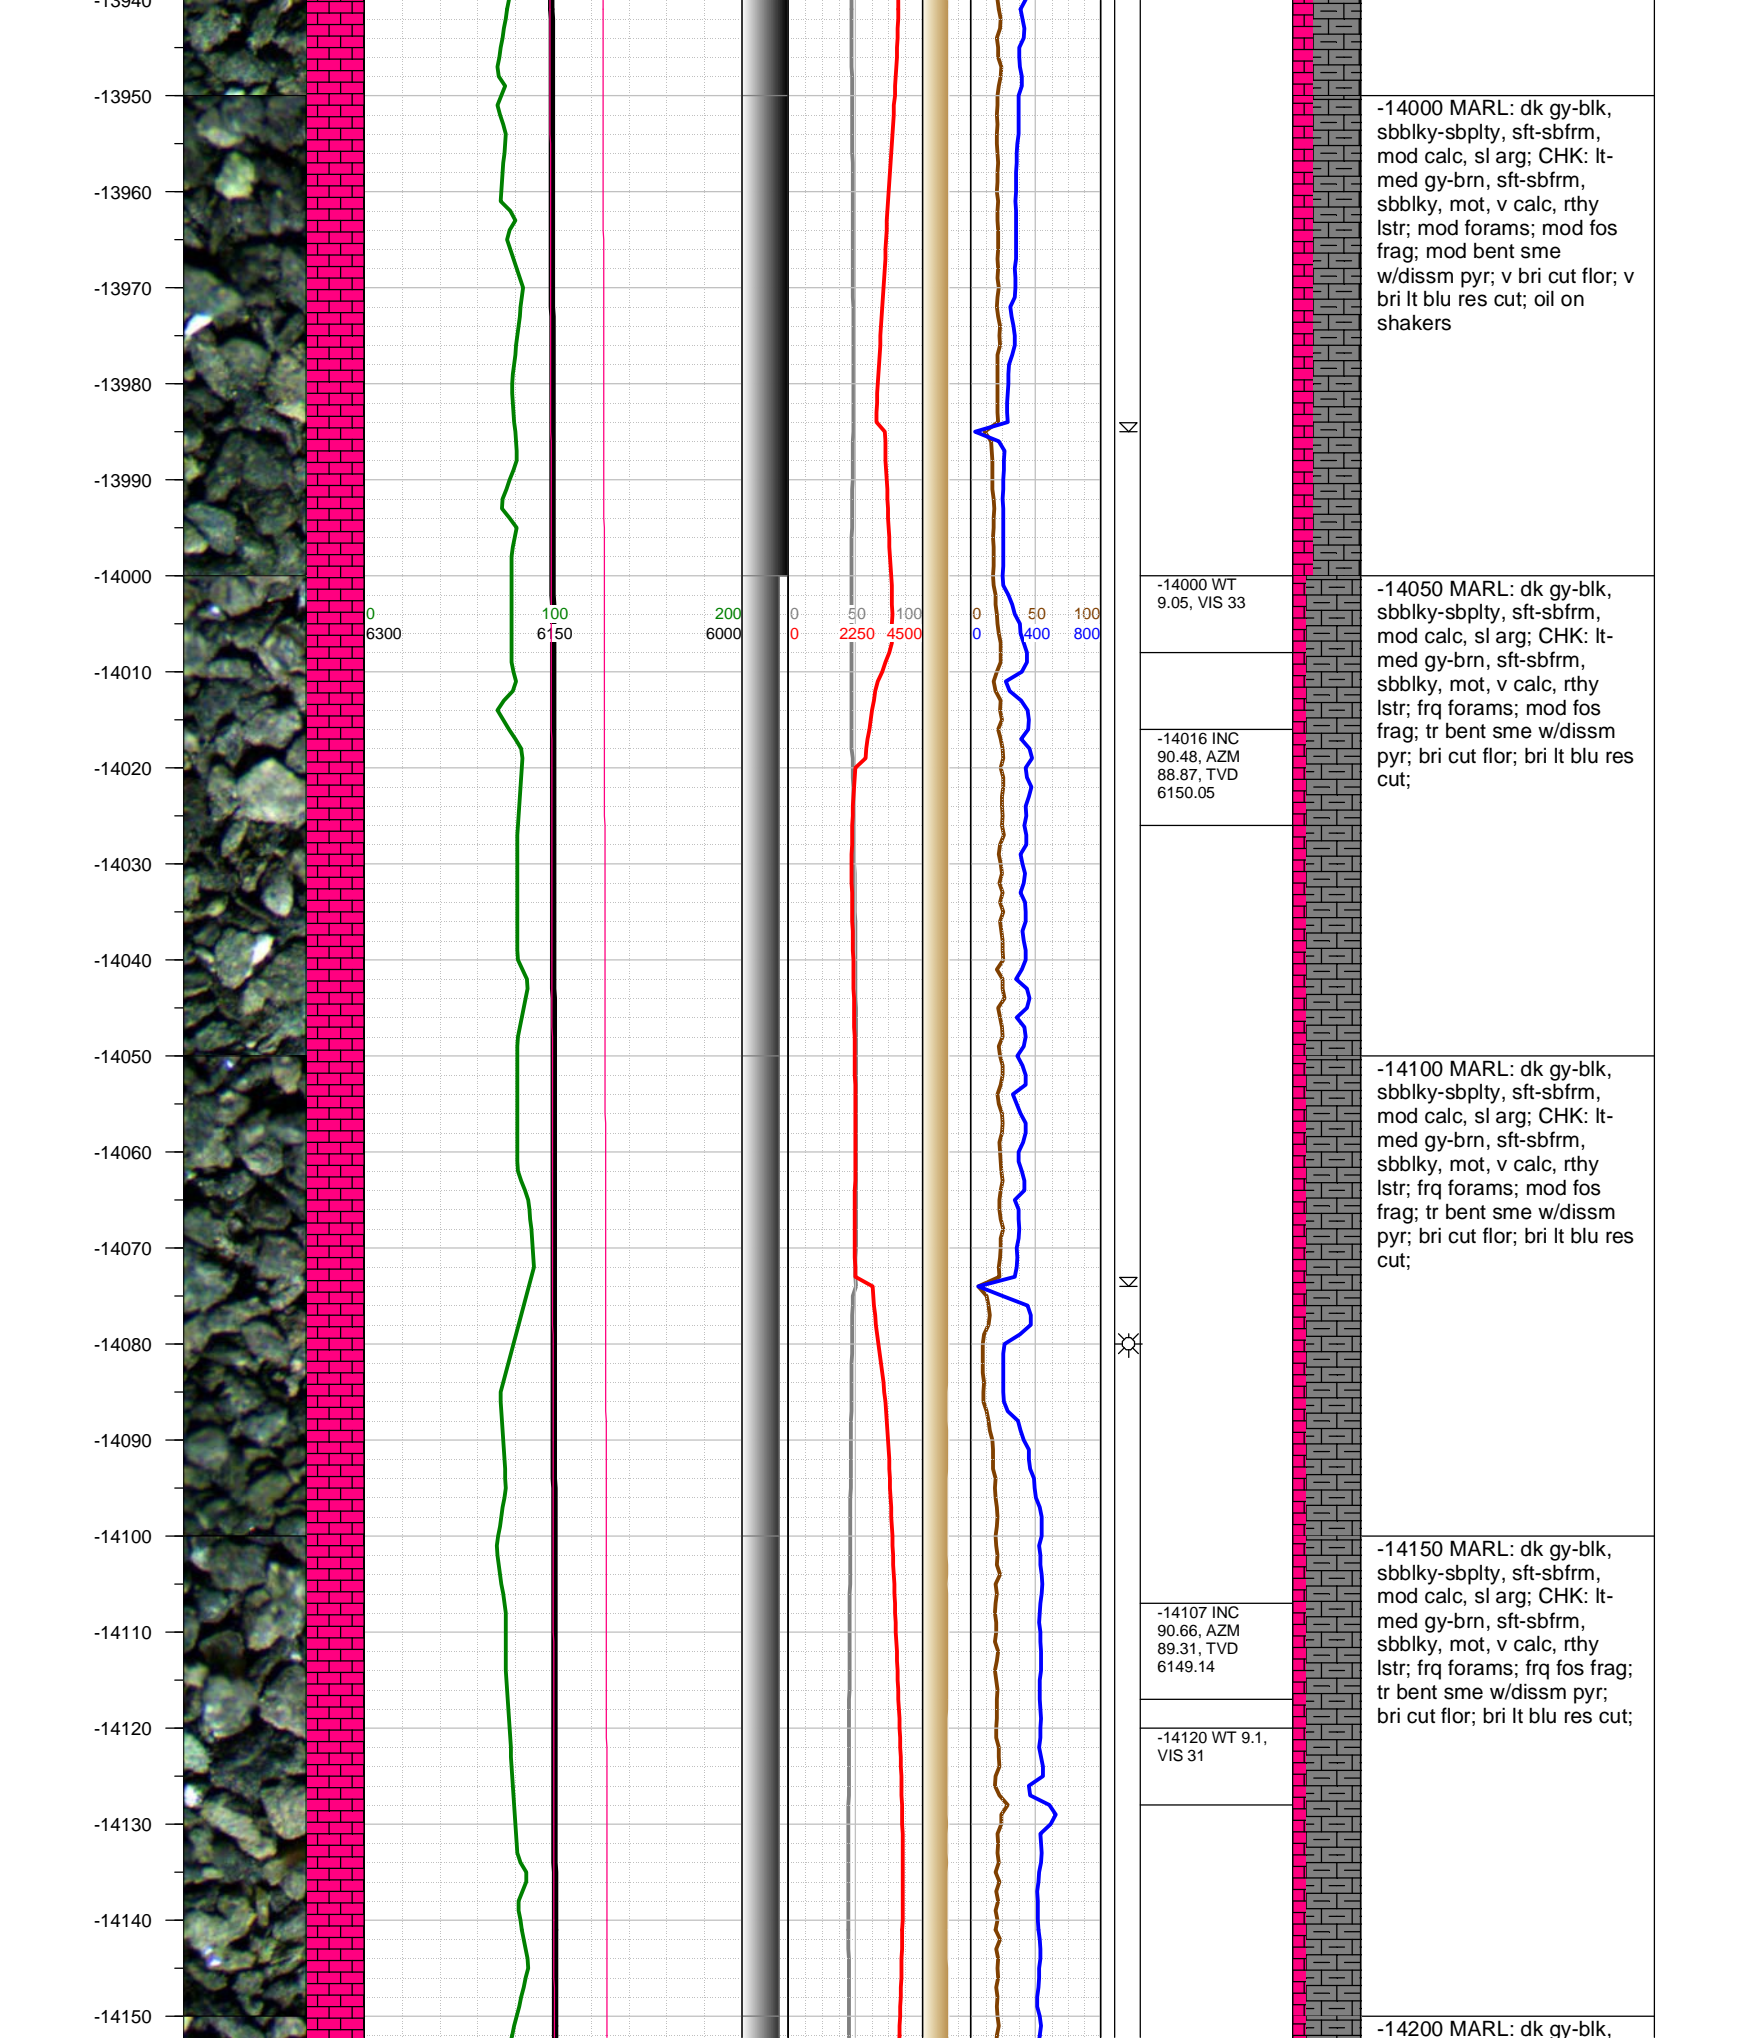 -13940
-13950
-13960
-13970
-13980
-13990
-14000
-14010
-14020
-14030
-14040
-14050
-14060
-14070
-14080
-14090
-14100
-14110
-14120
-14130
-14140
-14150
0 100 200
6300 6150 6000
0 50 100
0 2250 4500
0 50 100
0 400 800
-14000 WT
9.05, VIS 33
-14016 INC
90.48, AZM
88.87, TVD
6150.05
-14107 INC
90.66, AZM
89.31, TVD
6149.14
-14120 WT 9.1,
VIS 31
-14000 MARL: dk gy-blk,
sbblky-sbplty, sft-sbfrm,
mod calc, sl arg; CHK: lt-
med gy-brn, sft-sbfrm,
sbblky, mot, v calc, rthy
lstr; mod forams; mod fos
frag; mod bent sme
w/dissm pyr; v bri cut flor; v
bri lt blu res cut; oil on
shakers
-14050 MARL: dk gy-blk,
sbblky-sbplty, sft-sbfrm,
mod calc, sl arg; CHK: lt-
med gy-brn, sft-sbfrm,
sbblky, mot, v calc, rthy
lstr; frq forams; mod fos
frag; tr bent sme w/dissm
pyr; bri cut flor; bri lt blu res
cut;
-14100 MARL: dk gy-blk,
sbblky-sbplty, sft-sbfrm,
mod calc, sl arg; CHK: lt-
med gy-brn, sft-sbfrm,
sbblky, mot, v calc, rthy
lstr; frq forams; mod fos
frag; tr bent sme w/dissm
pyr; bri cut flor; bri lt blu res
cut;
-14150 MARL: dk gy-blk,
sbblky-sbplty, sft-sbfrm,
mod calc, sl arg; CHK: lt-
med gy-brn, sft-sbfrm,
sbblky, mot, v calc, rthy
lstr; frq forams; frq fos frag;
tr bent sme w/dissm pyr;
bri cut flor; bri lt blu res cut;
-14200 MARL: dk gy-blk,